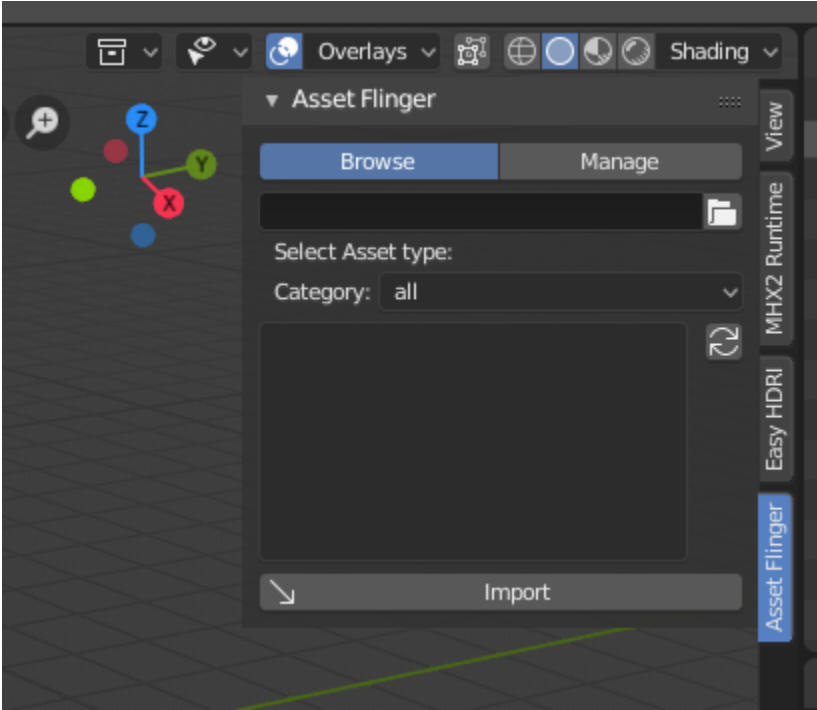 Overlays
Shading
Asset Flinger
Browse
Manage
Select Asset type:
Category: all
Import
Z
Y
X
View
MHX2 Runtime
Easy HDRI
Asset Flinger